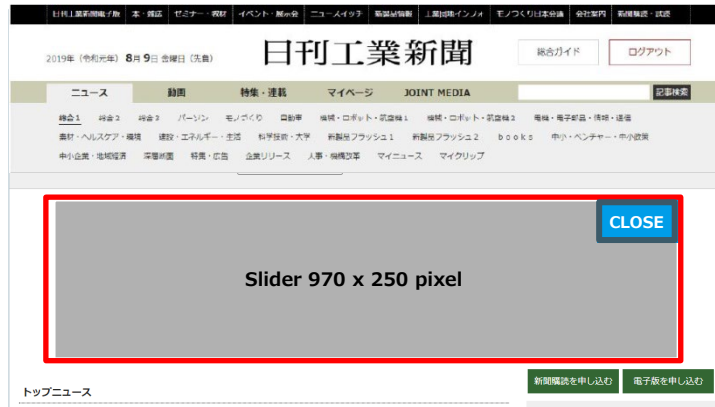 日刊工業新聞電子版 本・雑誌 セミナー・教材 イベント・展示会 ニュースイッチ 新製品情報 工業団地インフォ モノづくり日本会議 会社案内 新聞購読・試読
2019年（令和元年）8月9日 金曜日（先負）
日刊工業新聞
総合ガイド
ログアウト
ニュース 動画 特集・連載 マイページ JOINT MEDIA 記事検索
総合1 総合2 総合3 パーソン モノづくり 自動車 機械・ロボット・航空機1 機械・ロボット・航空機2 電機・電子部品・情報・通信
素材・ヘルスケア・環境 建設・エネルギー・生活 科学技術・大学 新製品フラッシュ1 新製品フラッシュ2 books 中小・ベンチャー・中小政策
中小企業・地域経済 深層断面 特集・広告 企業リリース 人事・機構改革 マイニュース マイクリップ
CLOSE
Slider 970 x 250 pixel
新聞購読を申し込む 電子版を申し込む
トップニュース